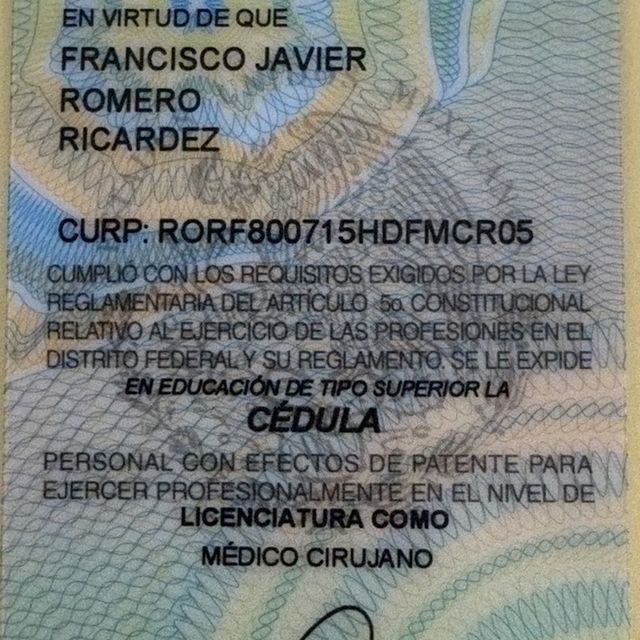 EN VIRTUD DE QUE
FRANCISCO JAVIER
ROMERO
RICARDEZ
CURP: RORF800715HDFMCR05
CUMPLIÓ CON LOS REQUISITOS EXIGIDOS POR LA LEY
REGLAMENTARIA DEL ARTÍCULO 5o. CONSTITUCIONAL
RELATIVO AL EJERCICIO DE LAS PROFESIONES EN EL
DISTRITO FEDERAL Y SU REGLAMENTO. SE LE EXPIDE
EN EDUCACIÓN DE TIPO SUPERIOR LA
CÉDULA
PERSONAL CON EFECTOS DE PATENTE PARA
EJERCER PROFESIONALMENTE EN EL NIVEL DE
LICENCIATURA COMO
MÉDICO CIRUJANO